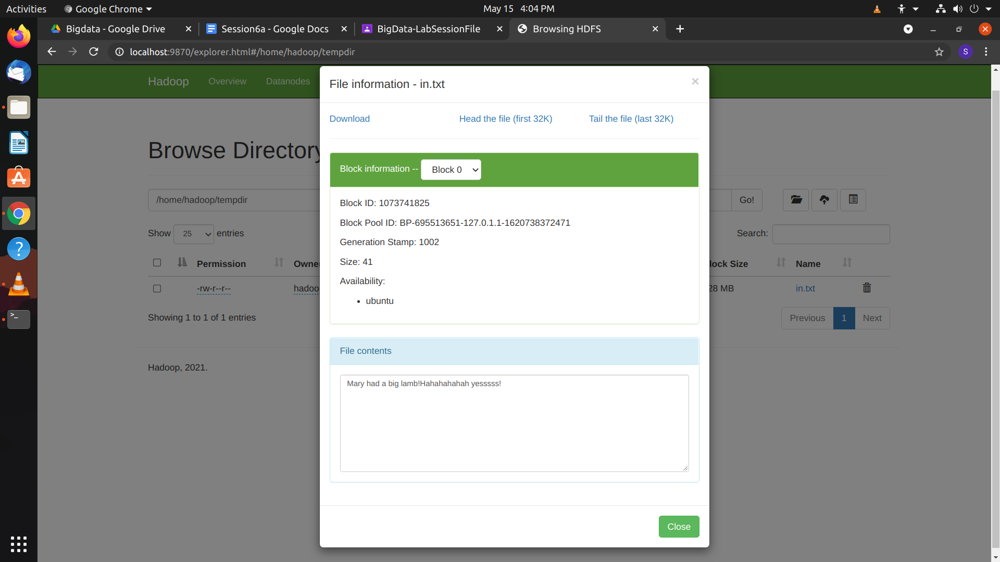 Activities Google Chrome May 15 4:04 PM
Bigdata - Google Drive Session6a - Google Docs BigData-LabSessionFile Browsing HDFS
localhost:9870/explorer.html#/home/hadoop/tempdir S
Hadoop Overview Datanodes
File information - in.txt ×
Download Head the file (first 32K) Tail the file (last 32K)
Browse Directory
Block information -- Block 0
/home/hadoop/tempdir Go!
Block ID: 1073741825
Block Pool ID: BP-695513651-127.0.1.1-1620738372471
Show 25 entries Search:
Generation Stamp: 1002
Size: 41
Permission Owne lock Size Name
Availability:
-rw-r--r-- hadoo 28 MB in.txt
• ubuntu
Showing 1 to 1 of 1 entries Previous 1 Next
File contents
Hadoop, 2021.
Mary had a big lamb!Hahahahahah yesssss!
Close